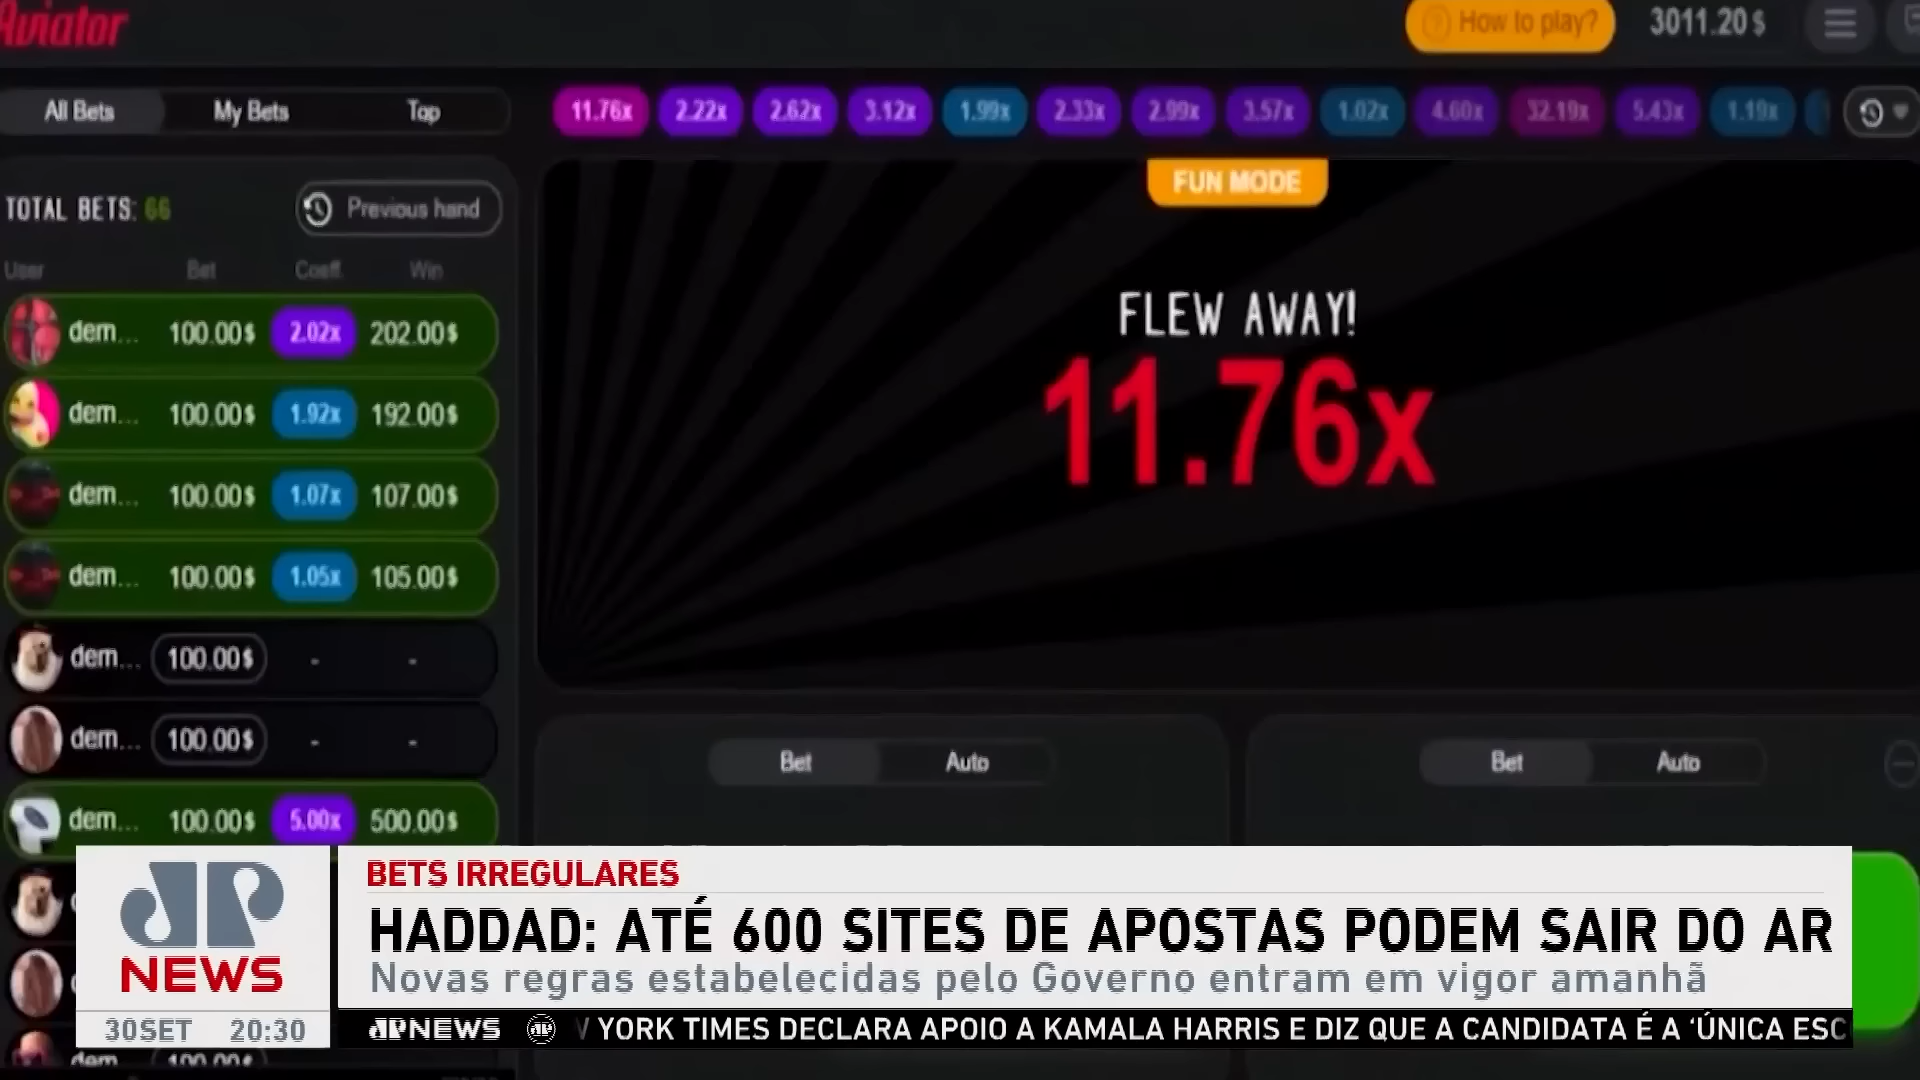 Aviator
How to play?
3011.20$
All Bets
My Bets
Top
11.76x
2.22x
2.62x
3.12x
1.99x
2.33x
2.99x
3.57x
1.02x
4.60x
32.19x
5.43x
1.19x
TOTAL BETS: 66
Previous hand
User Bet Coeff. Win
dem... 100.00$ 2.02x 202.00$
dem... 100.00$ 1.92x 192.00$
dem... 100.00$ 1.07x 107.00$
dem... 100.00$ 1.05x 105.00$
dem... 100.00$ - -
dem... 100.00$ - -
dem... 100.00$ 5.00x 500.00$
dem 100.00$
FUN MODE
FLEW AWAY!
11.76x
Bet Auto
Bet Auto
JP
NEWS
30SET 20:30
BETS IRREGULARES
HADDAD: ATÉ 600 SITES DE APOSTAS PODEM SAIR DO AR
Novas regras estabelecidas pelo Governo entram em vigor amanhã
JPNEWS JP YORK TIMES DECLARA APOIO A KAMALA HARRIS E DIZ QUE A CANDIDATA É A ‘ÚNICA ESC